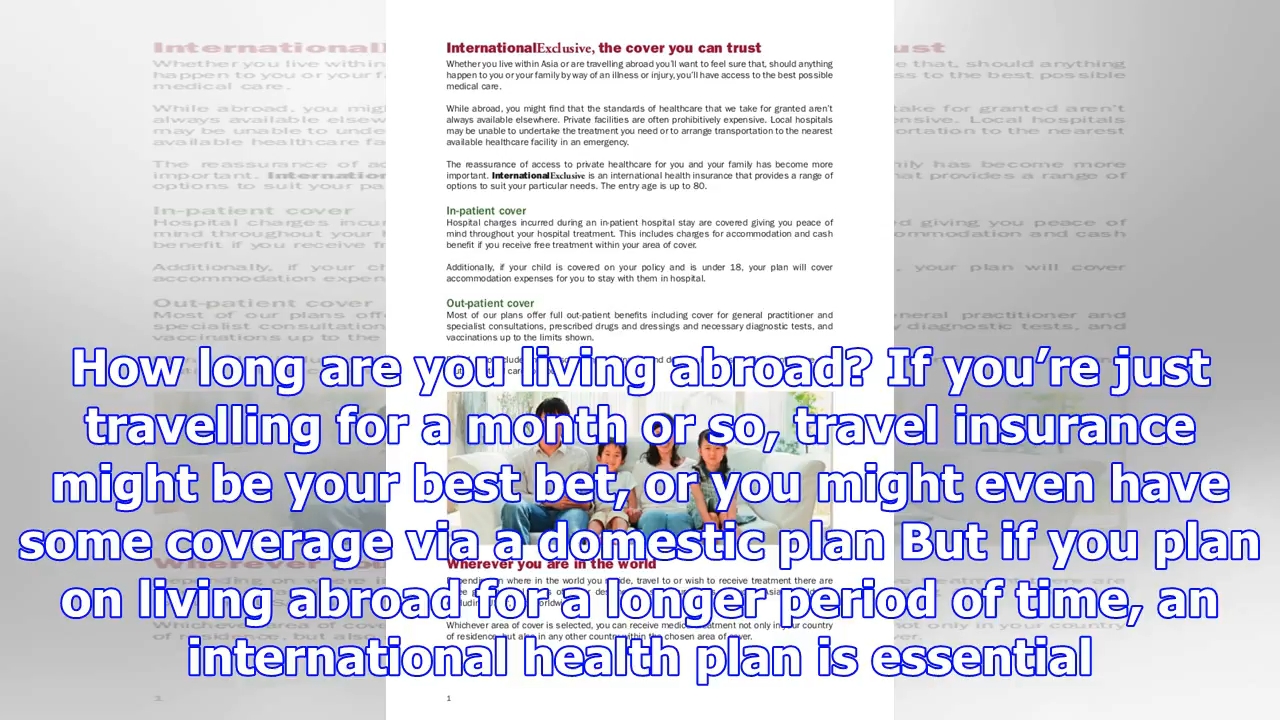 InternationalExclusive, the cover you can trust
Whether you live within Asia or are travelling abroad you'll want to feel sure that, should anything
happen to you or your family by way of an illness or injury, you'll have access to the best possible
medical care.
While abroad, you might find that the standards of healthcare that we take for granted aren't
always available elsewhere. Private facilities are often prohibitively expensive. Local hospitals
may be unable to undertake the treatment you need or to arrange transportation to the nearest
available healthcare facility in an emergency.
The reassurance of access to private healthcare for you and your family has become more
important. InternationalExclusive is an international health insurance that provides a range of
options to suit your particular needs. The entry age is up to 80.
In-patient cover
Hospital charges incurred during an in-patient hospital stay are covered giving you peace of
mind throughout your hospital treatment. This includes charges for accommodation and cash
benefit if you receive free treatment within your area of cover.
Additionally, if your child is covered on your policy and is under 18, your plan will cover
accommodation expenses for you to stay with them in hospital.
Out-patient cover
Most of our plans offer full out-patient benefits including cover for general practitioner and
specialist consultations, prescribed drugs and dressings and necessary diagnostic tests, and
vaccinations up to the limits shown.
How long are you living abroad? If you're just
travelling for a month or so, travel insurance
might be your best bet, or you might even have
some coverage via a domestic plan But if you plan
on living abroad for a longer period of time, an
international health plan is essential
Wherever you are in the world
where in the world you travel to or wish to receive treatment there are
Whichever area of cover is selected, you can receive treatment not only in your country
of residence, but also in any other country within the chosen area of cover.
1